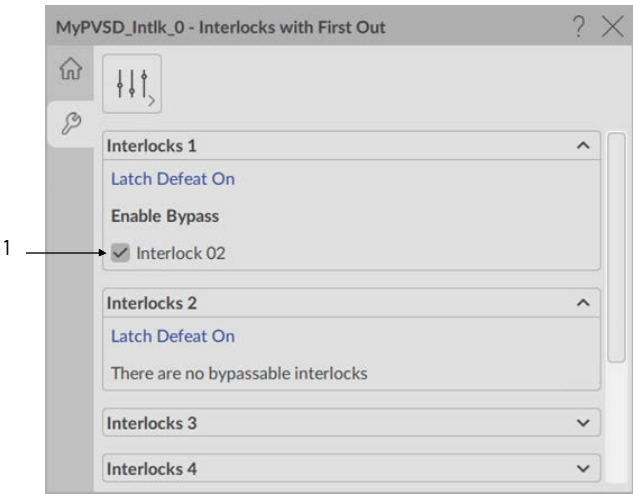 MyPVSD_Intlk_0 - Interlocks with First Out ?
Interlocks 1
Latch Defeat On
Enable Bypass
1
Interlock 02
Interlocks 2
Latch Defeat On
There are no bypassable interlocks
Interlocks 3
Interlocks 4